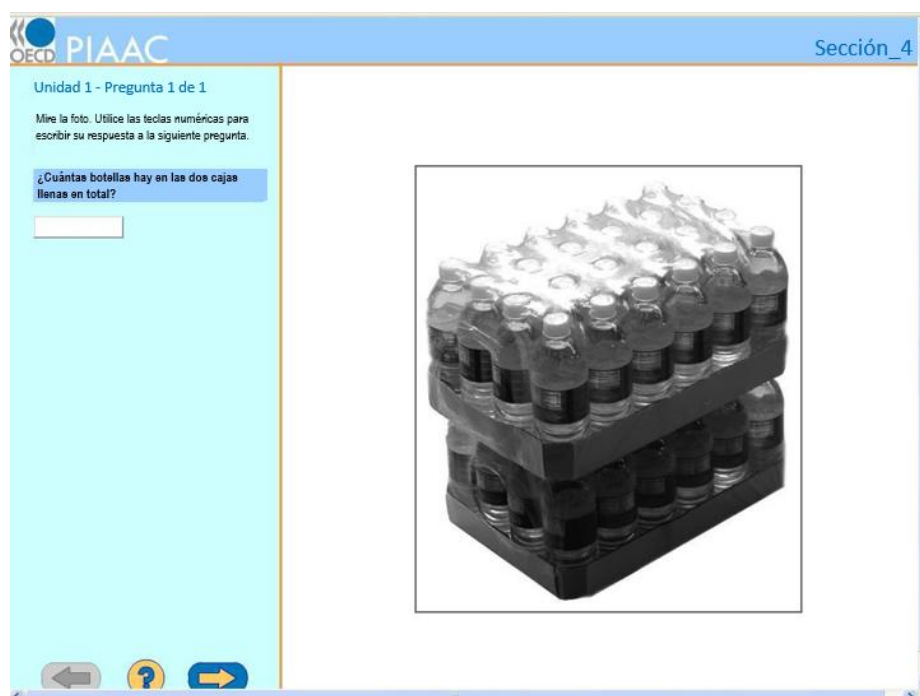 OECD PIAAC
Sección_4
Unidad 1 - Pregunta 1 de 1
Mire la foto. Utilice las teclas numéricas para
escribir su respuesta a la siguiente pregunta.
¿Cuántas botellas hay en las dos cajas
llenas en total?
?